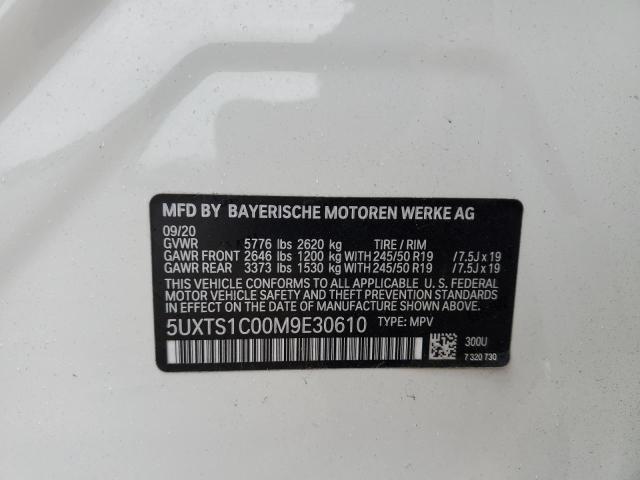 MFD BY BAYERISCHE MOTOREN WERKE AG
09/20
GVWR 5776 lbs 2620 kg TIRE / RIM
GAWR FRONT 2646 lbs 1200 kg WITH 245/50 R19 /7.5J x 19
GAWR REAR 3373 lbs 1530 kg WITH 245/50 R19 /7.5J x 19
THIS VEHICLE CONFORMS TO ALL APPLICABLE U. S. FEDERAL
MOTOR VEHICLE SAFETY AND THEFT PREVENTION STANDARDS
IN EFFECT ON THE DATE OF MANUFACTURE SHOWN ABOVE.
5UXTS1C00M9E30610 TYPE: MPV
300U
7 320 730